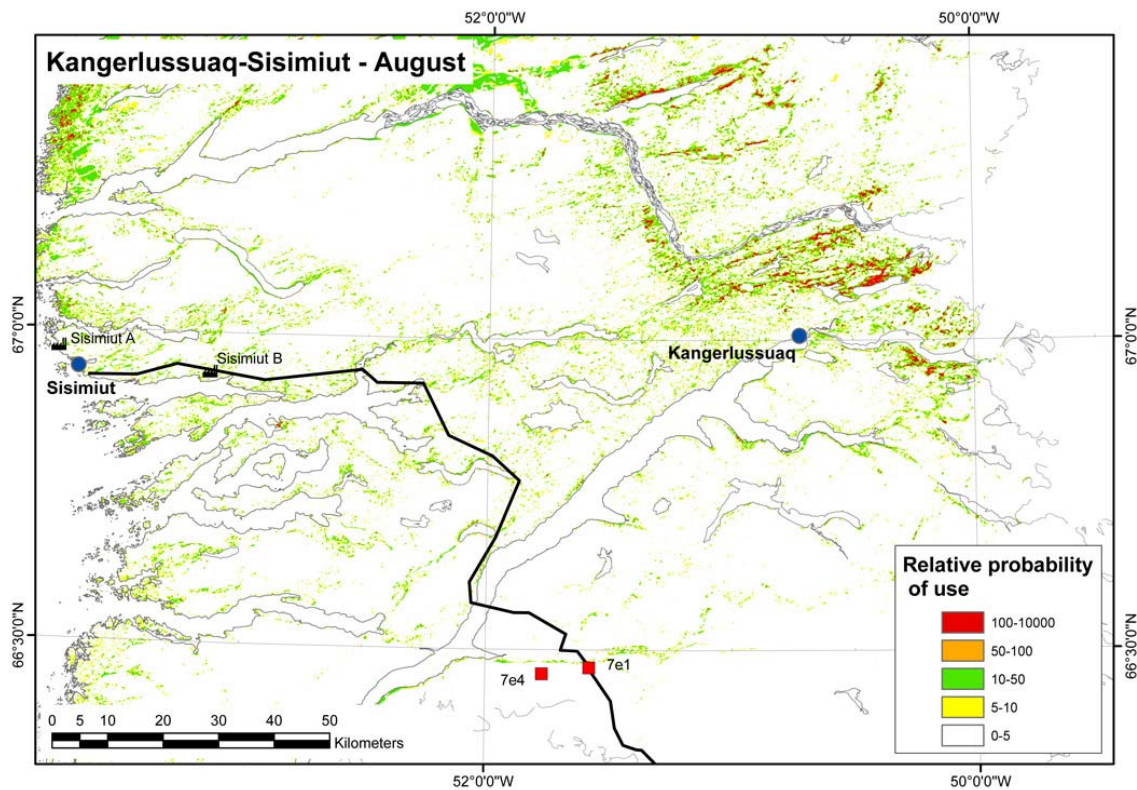 52°0'0"W
50°0'0"W
Kangerlussuaq-Sisimiut - August
67°0'0"N
67°0'0"N
Sisimiut A
Sisimiut B
Sisimiut
Kangerlussuaq
Relative probability
of use
100-10000
50-100
10-50
5-10
0-5
66°30'0"N
66°30'0"N
7e1
7e4
0 5 10 20 30 40 50
Kilometers
52°0'0"W
50°0'0"W